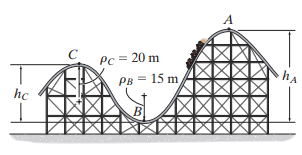 A
C
ρC = 20 m
ρB = 15 m
hC
B
hA